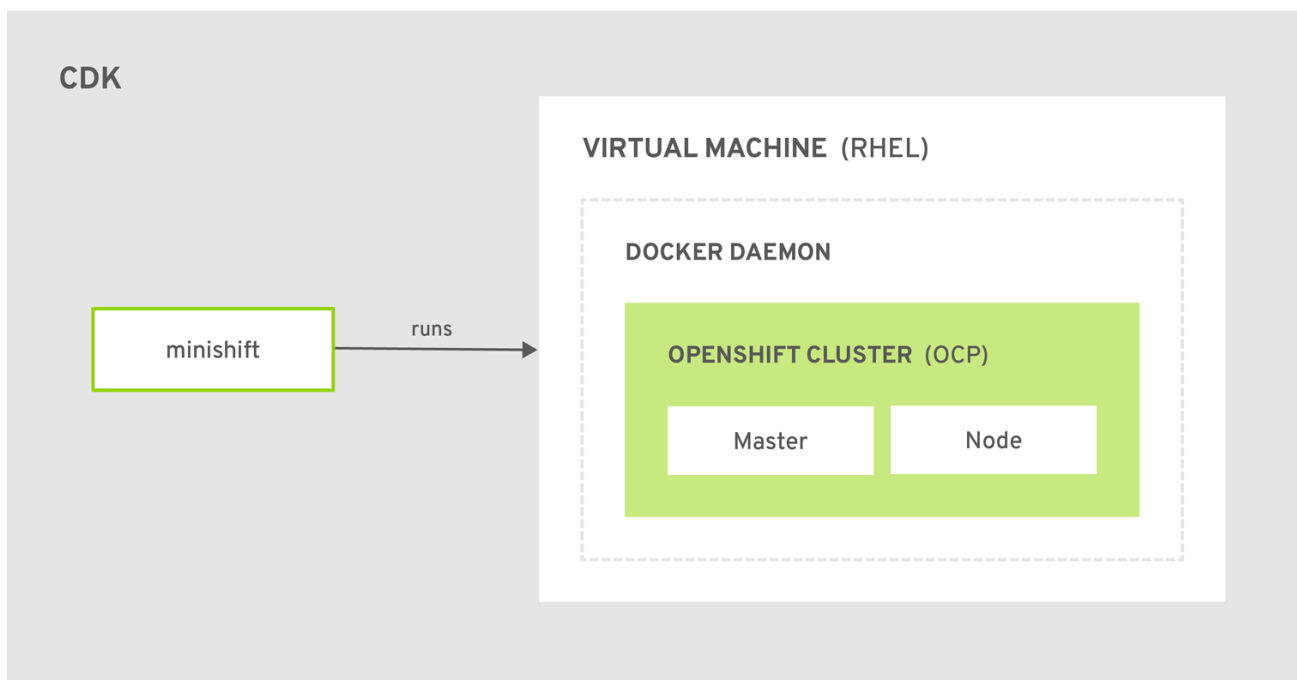 CDK
VIRTUAL MACHINE (RHEL)
DOCKER DAEMON
minishift
runs
OPENSHIFT CLUSTER (OCP)
Master
Node